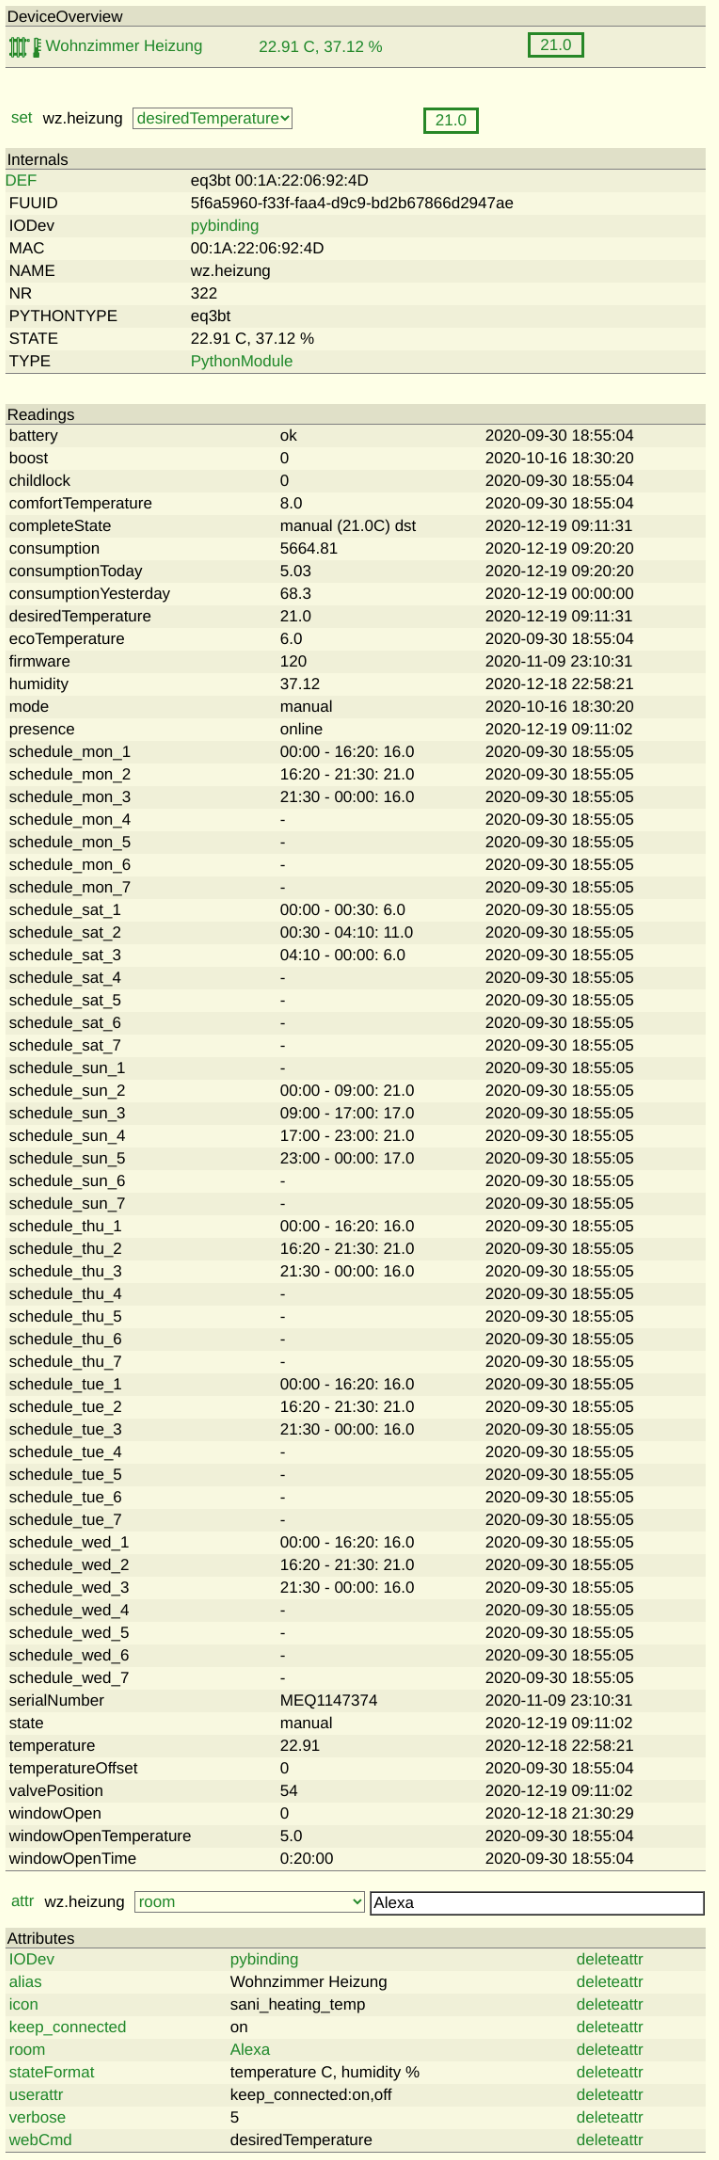 DeviceOverview
Wohnzimmer Heizung 22.91 C, 37.12 % 21.0
set wz.heizung desiredTemperature 21.0
Internals
DEF eq3bt 00:1A:22:06:92:4D
FUUID 5f6a5960-f33f-faa4-d9c9-bd2b67866d2947ae
IODev pybinding
MAC 00:1A:22:06:92:4D
NAME wz.heizung
NR 322
PYTHONTYPE eq3bt
STATE 22.91 C, 37.12 %
TYPE PythonModule
Readings
battery ok 2020-09-30 18:55:04
boost 0 2020-10-16 18:30:20
childlock 0 2020-09-30 18:55:04
comfortTemperature 8.0 2020-09-30 18:55:04
completeState manual (21.0C) dst 2020-12-19 09:11:31
consumption 5664.81 2020-12-19 09:20:20
consumptionToday 5.03 2020-12-19 09:20:20
consumptionYesterday 68.3 2020-12-19 00:00:00
desiredTemperature 21.0 2020-12-19 09:11:31
ecoTemperature 6.0 2020-09-30 18:55:04
firmware 120 2020-11-09 23:10:31
humidity 37.12 2020-12-18 22:58:21
mode manual 2020-10-16 18:30:20
presence online 2020-12-19 09:11:02
schedule_mon_1 00:00 - 16:20: 16.0 2020-09-30 18:55:05
schedule_mon_2 16:20 - 21:30: 21.0 2020-09-30 18:55:05
schedule_mon_3 21:30 - 00:00: 16.0 2020-09-30 18:55:05
schedule_mon_4 - 2020-09-30 18:55:05
schedule_mon_5 - 2020-09-30 18:55:05
schedule_mon_6 - 2020-09-30 18:55:05
schedule_mon_7 - 2020-09-30 18:55:05
schedule_sat_1 00:00 - 00:30: 6.0 2020-09-30 18:55:05
schedule_sat_2 00:30 - 04:10: 11.0 2020-09-30 18:55:05
schedule_sat_3 04:10 - 00:00: 6.0 2020-09-30 18:55:05
schedule_sat_4 - 2020-09-30 18:55:05
schedule_sat_5 - 2020-09-30 18:55:05
schedule_sat_6 - 2020-09-30 18:55:05
schedule_sat_7 - 2020-09-30 18:55:05
schedule_sun_1 - 2020-09-30 18:55:05
schedule_sun_2 00:00 - 09:00: 21.0 2020-09-30 18:55:05
schedule_sun_3 09:00 - 17:00: 17.0 2020-09-30 18:55:05
schedule_sun_4 17:00 - 23:00: 21.0 2020-09-30 18:55:05
schedule_sun_5 23:00 - 00:00: 17.0 2020-09-30 18:55:05
schedule_sun_6 - 2020-09-30 18:55:05
schedule_sun_7 - 2020-09-30 18:55:05
schedule_thu_1 00:00 - 16:20: 16.0 2020-09-30 18:55:05
schedule_thu_2 16:20 - 21:30: 21.0 2020-09-30 18:55:05
schedule_thu_3 21:30 - 00:00: 16.0 2020-09-30 18:55:05
schedule_thu_4 - 2020-09-30 18:55:05
schedule_thu_5 - 2020-09-30 18:55:05
schedule_thu_6 - 2020-09-30 18:55:05
schedule_thu_7 - 2020-09-30 18:55:05
schedule_tue_1 00:00 - 16:20: 16.0 2020-09-30 18:55:05
schedule_tue_2 16:20 - 21:30: 21.0 2020-09-30 18:55:05
schedule_tue_3 21:30 - 00:00: 16.0 2020-09-30 18:55:05
schedule_tue_4 - 2020-09-30 18:55:05
schedule_tue_5 - 2020-09-30 18:55:05
schedule_tue_6 - 2020-09-30 18:55:05
schedule_tue_7 - 2020-09-30 18:55:05
schedule_wed_1 00:00 - 16:20: 16.0 2020-09-30 18:55:05
schedule_wed_2 16:20 - 21:30: 21.0 2020-09-30 18:55:05
schedule_wed_3 21:30 - 00:00: 16.0 2020-09-30 18:55:05
schedule_wed_4 - 2020-09-30 18:55:05
schedule_wed_5 - 2020-09-30 18:55:05
schedule_wed_6 - 2020-09-30 18:55:05
schedule_wed_7 - 2020-09-30 18:55:05
serialNumber MEQ1147374 2020-11-09 23:10:31
state manual 2020-12-19 09:11:02
temperature 22.91 2020-12-18 22:58:21
temperatureOffset 0 2020-09-30 18:55:04
valvePosition 54 2020-12-19 09:11:02
windowOpen 0 2020-12-18 21:30:29
windowOpenTemperature 5.0 2020-09-30 18:55:04
windowOpenTime 0:20:00 2020-09-30 18:55:04
attr wz.heizung room Alexa
Attributes
IODev pybinding deleteattr
alias Wohnzimmer Heizung deleteattr
icon sani_heating_temp deleteattr
keep_connected on deleteattr
room Alexa deleteattr
stateFormat temperature C, humidity % deleteattr
userattr keep_connected:on,off deleteattr
verbose 5 deleteattr
webCmd desiredTemperature deleteattr